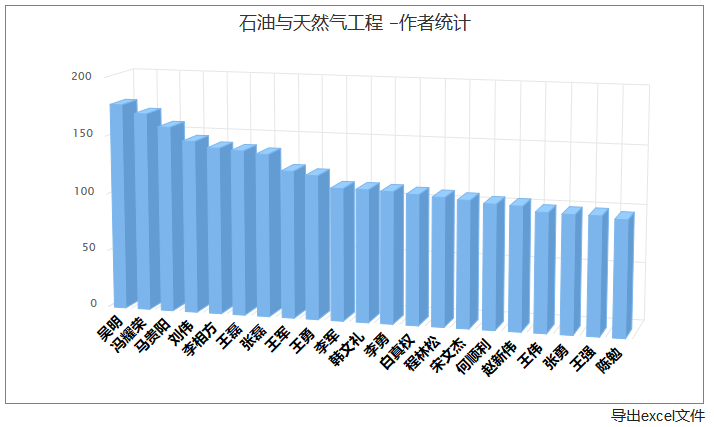 石油与天然气工程 -作者统计
200
150
100
50
0
吴明
冯耀荣
马贵阳
刘伟
李相方
王磊
张磊
王军
王勇
李军
韩文礼
李勇
白真权
程林松
宋文杰
何顺利
赵新伟
王伟
张勇
王强
陈勉
导出excel文件